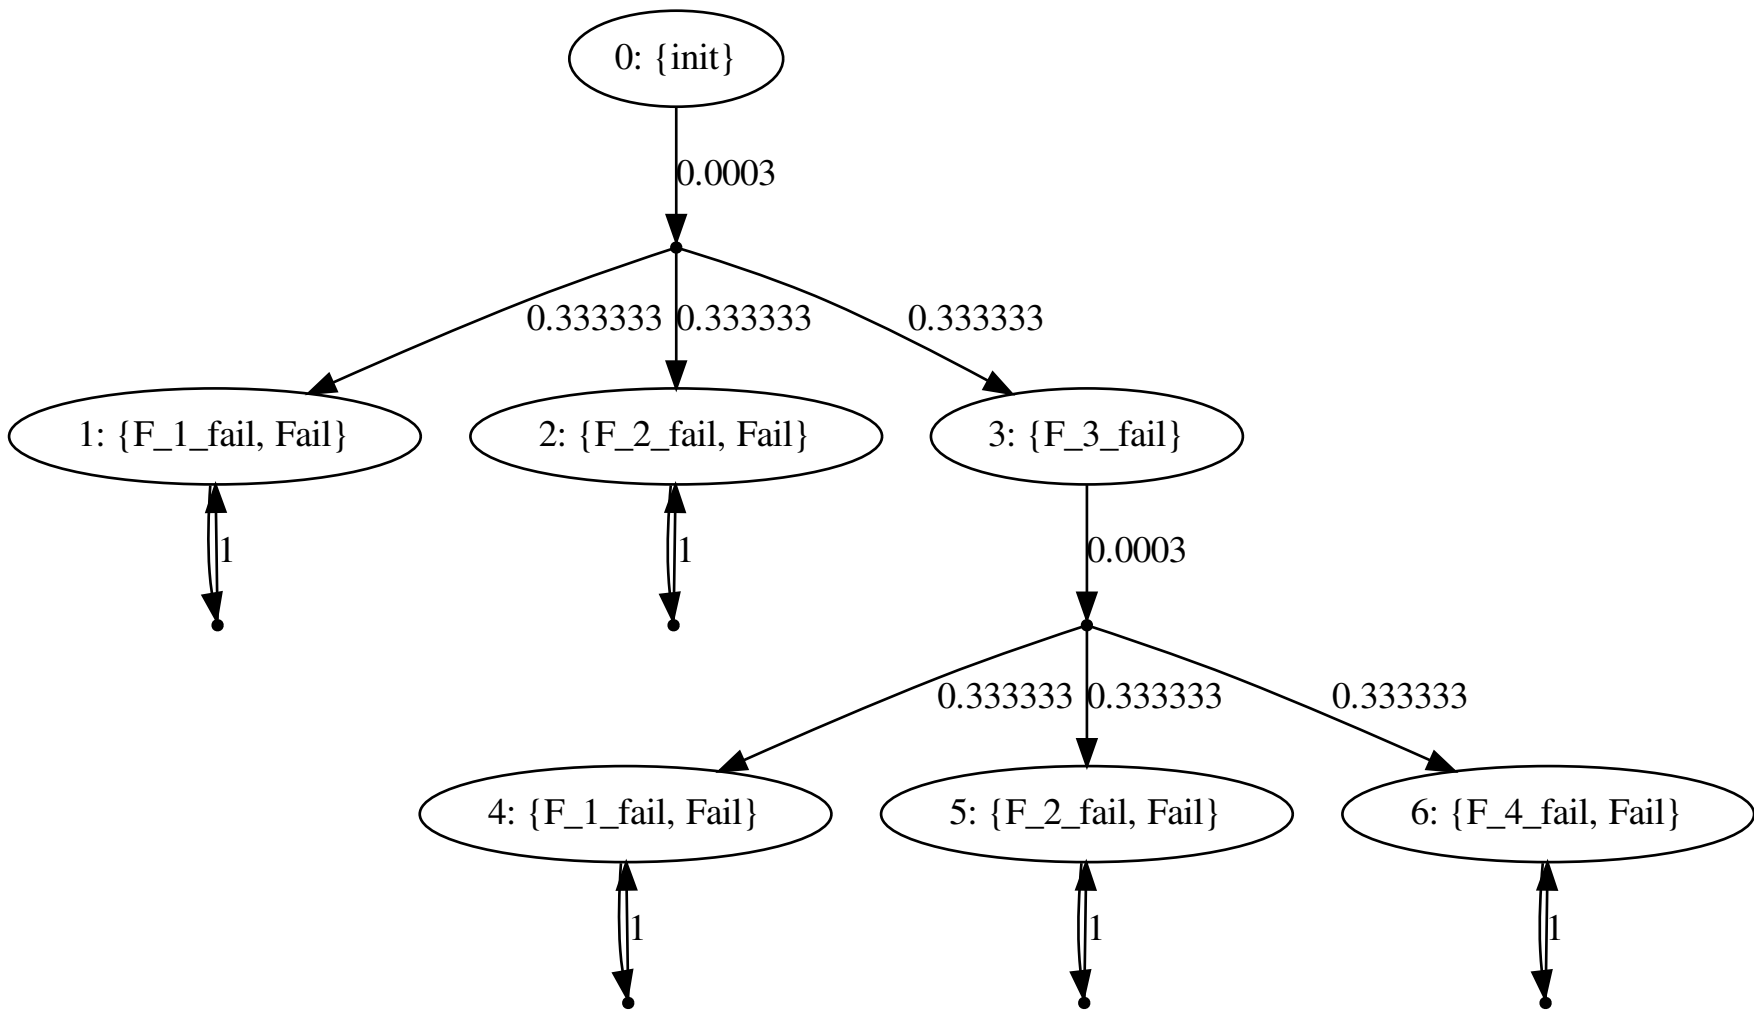 0: {init}
0.0003
0.333333
0.333333
0.333333
1: {F_1_fail, Fail}
2: {F_2_fail, Fail}
3: {F_3_fail}
1
1
0.0003
0.333333
0.333333
0.333333
4: {F_1_fail, Fail}
5: {F_2_fail, Fail}
6: {F_4_fail, Fail}
1
1
1